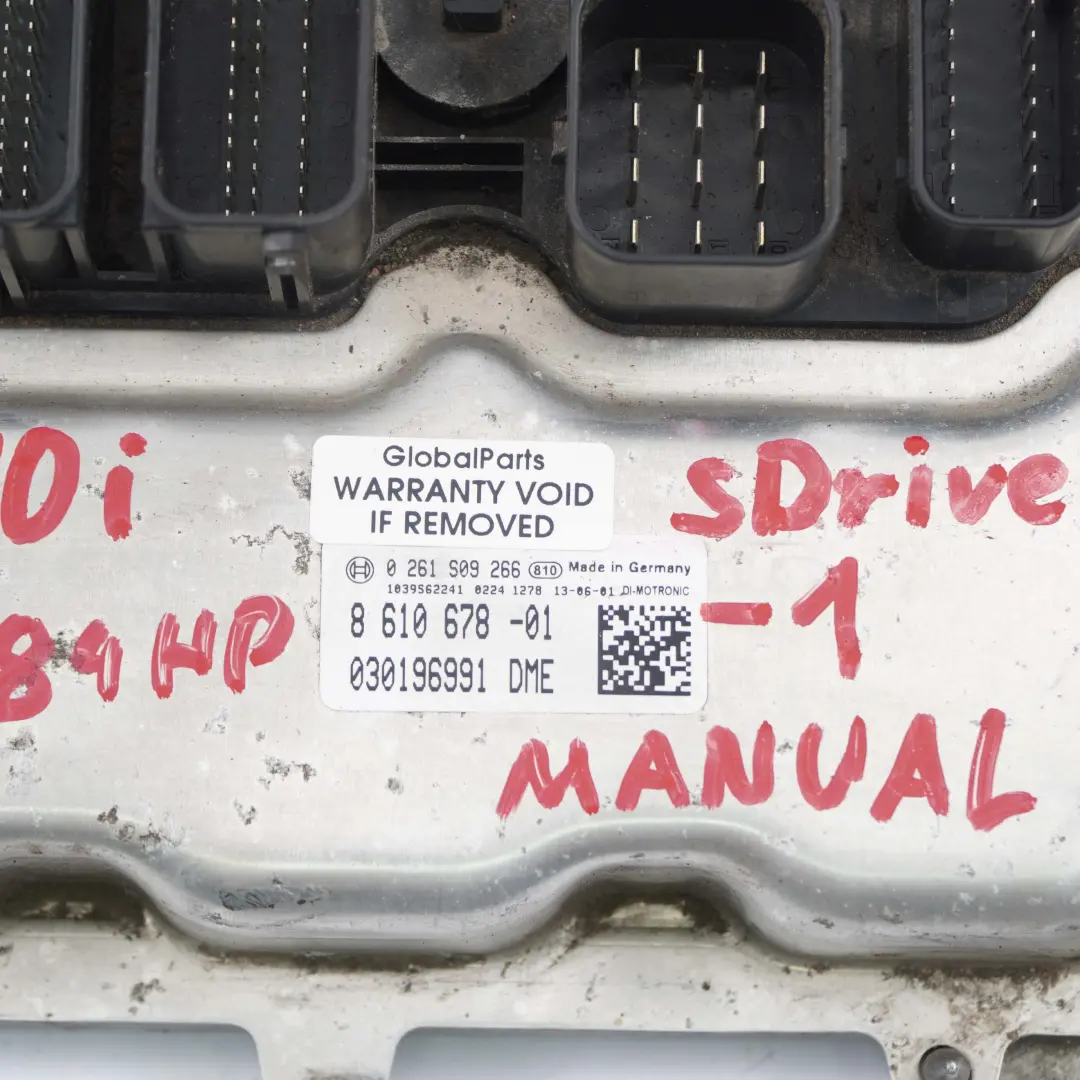 GlobalParts
WARRANTY VOID
IF REMOVED
0i
sDrive
0 261 S09 266 810 Made in Germany
1039S62241 0224 1278 13-06-01 DI-MOTRONIC
8 610 678 -01
030196991 DME
84HP
-1
MANUAL